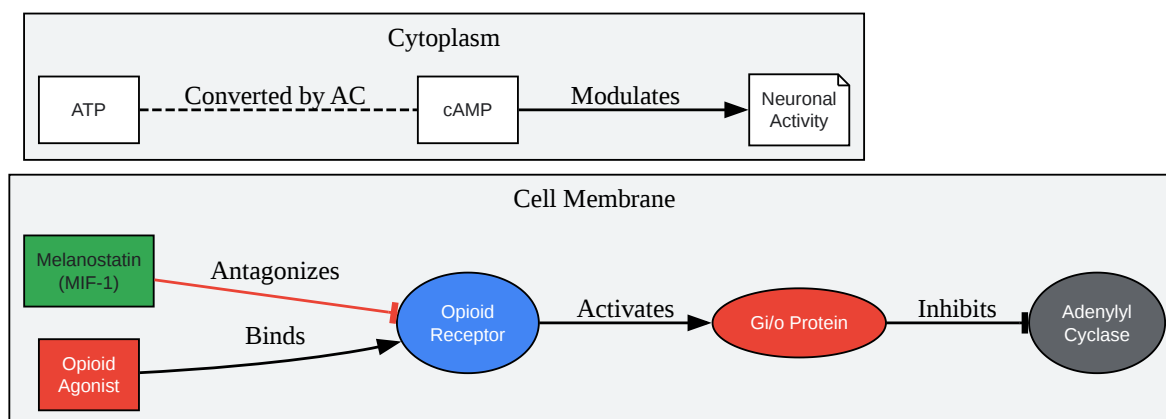 Cytoplasm
ATP
Converted by AC
cAMP
Modulates
Neuronal
Activity
Cell Membrane
Melanostatin
(MIF-1)
Antagonizes
Opioid
Agonist
Binds
Opioid
Receptor
Activates
Gi/o Protein
Inhibits
Adenylyl
Cyclase